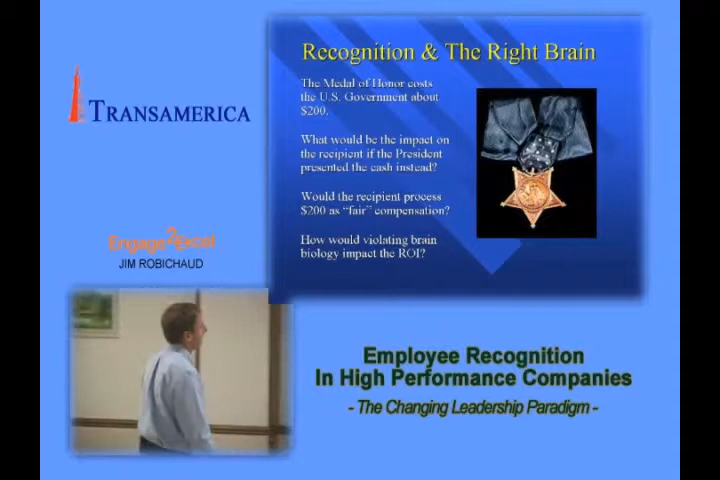 Recognition & The Right Brain
The Medal of Honor costs
the U.S. Government about
$200.
What would be the impact on
the recipient if the President
presented the cash instead?
Would the recipient process
$200 as “fair” compensation?
How would violating brain
biology impact the ROI?
TRANSAMERICA
Engage2Excel
JIM ROBICHAUD
Employee Recognition
In High Performance Companies
- The Changing Leadership Paradigm -